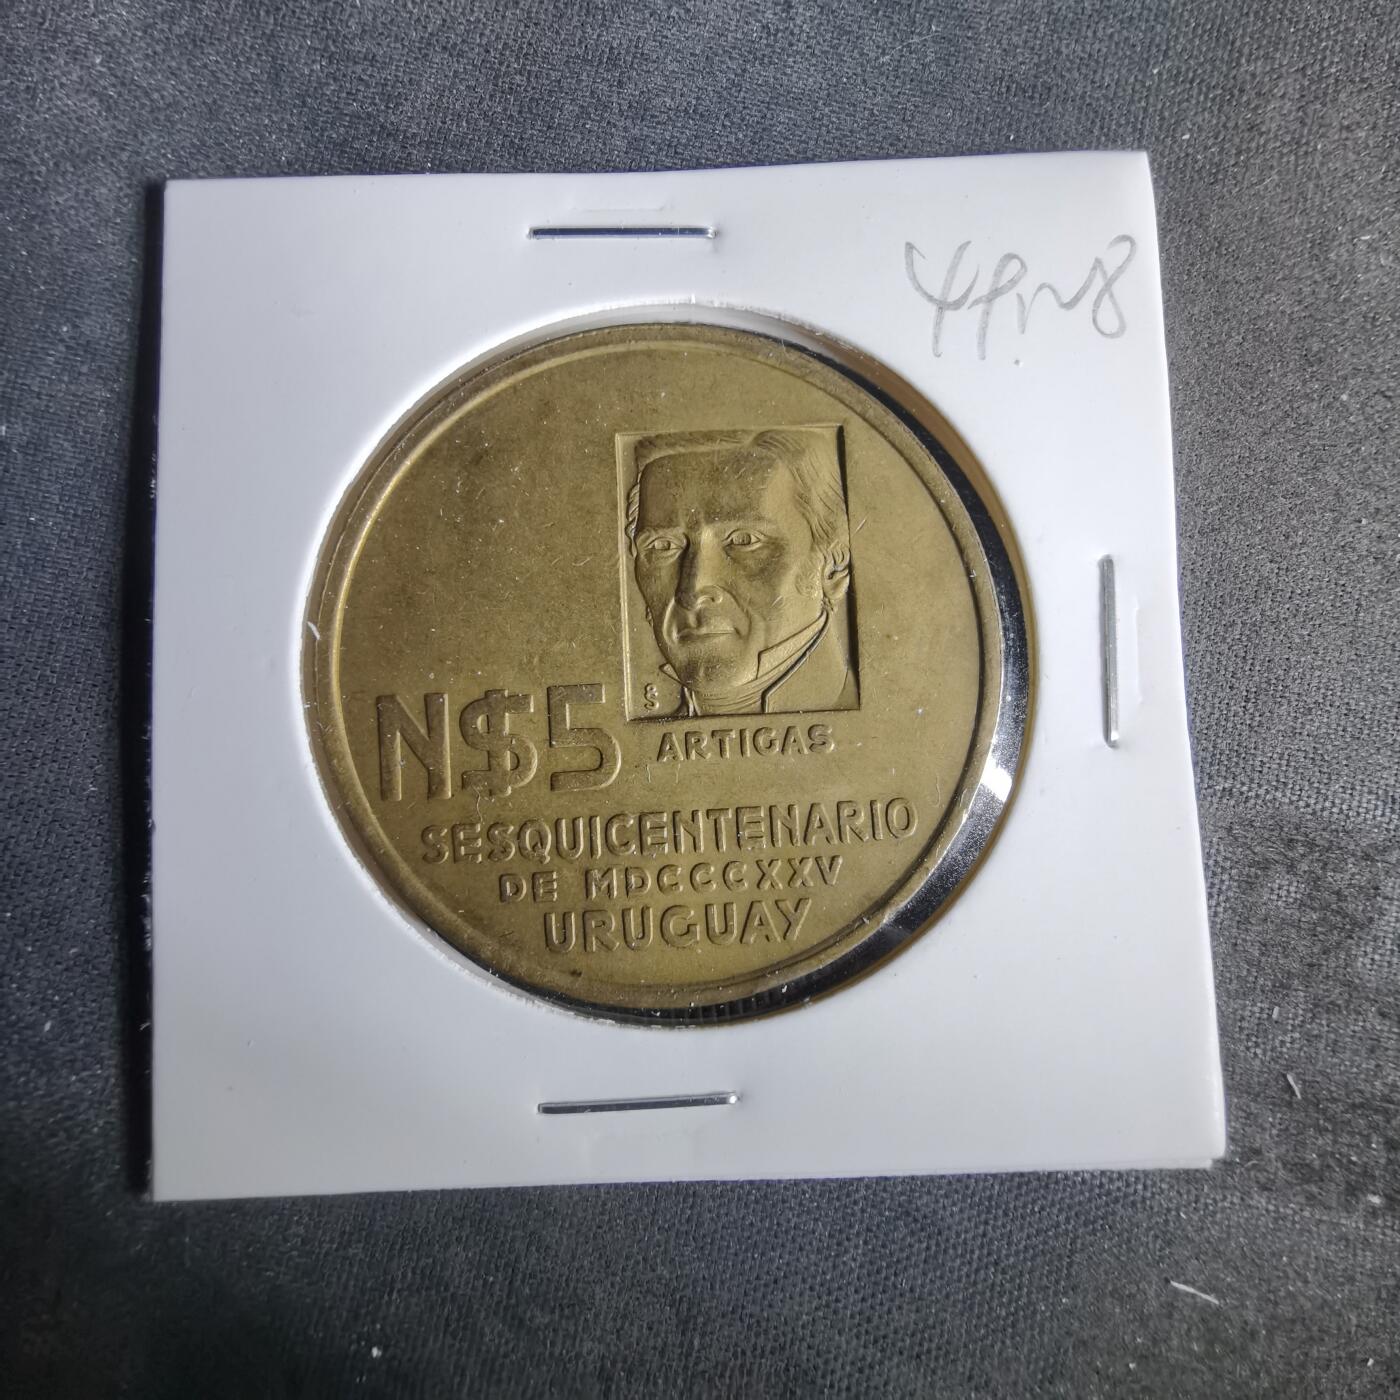 N$5
ARTIGAS
SESQUICENTENARIO
DE MDCCCXXV
URUGUAY